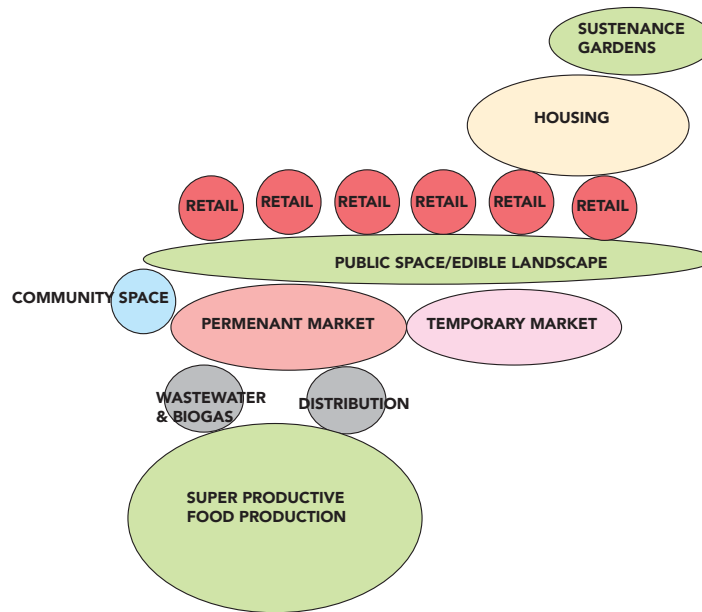 SUSTENANCE
GARDENS
HOUSING
RETAIL
RETAIL
RETAIL
RETAIL
RETAIL
RETAIL
PUBLIC SPACE/EDIBLE LANDSCAPE
COMMUNITY SPACE
PERMENANT MARKET
TEMPORARY MARKET
WASTEWATER
& BIOGAS
DISTRIBUTION
SUPER PRODUCTIVE
FOOD PRODUCTION